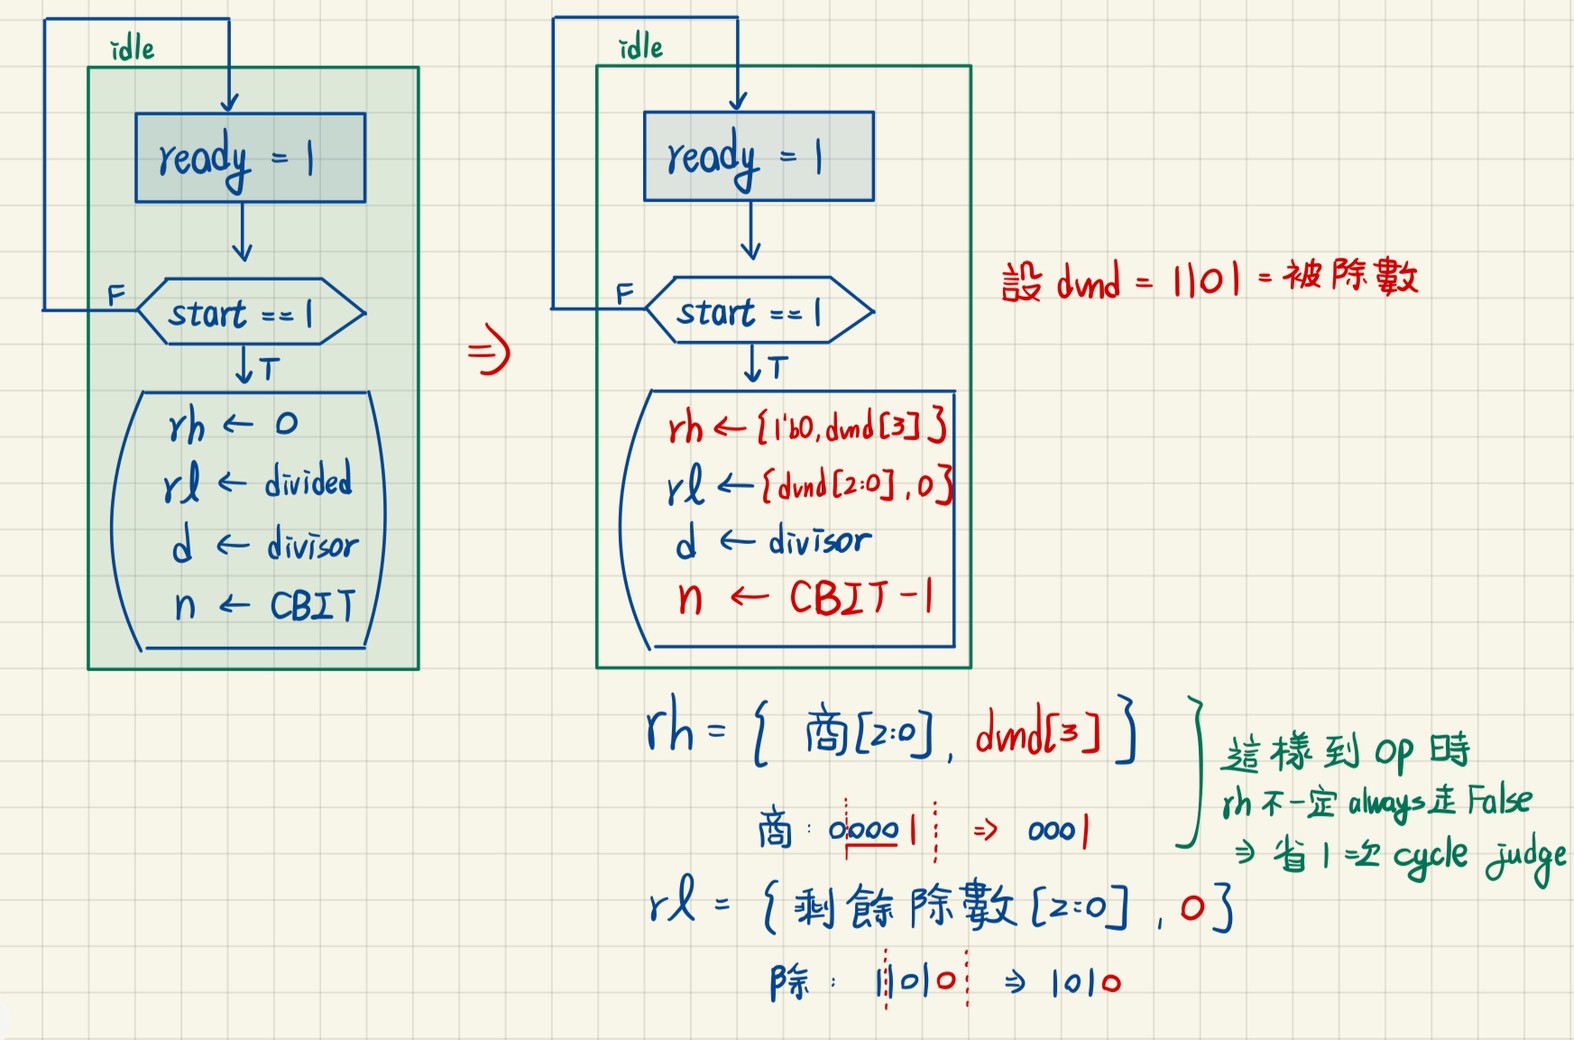 idle
ready = 1
F
start == 1
T
rh ← 0
rl ← divided
d ← divisor
n ← CBIT
⇒
idle
ready = 1
F
start == 1
T
rh ← {1'b0, dvnd[3]}
rl ← {dvnd[2:0], 0}
d ← divisor
n ← CBIT-1
設 dvnd = 1101 = 被除數
rh = { 商[2:0], dvnd[3] }
商 : 00001 ⇒ 0001
rl = { 剩餘除數[2:0], 0 }
除 : 11010 ⇒ 1010
這樣到 op 時
rh 不一定 always 走 False
⇒ 省 1 次 cycle judge